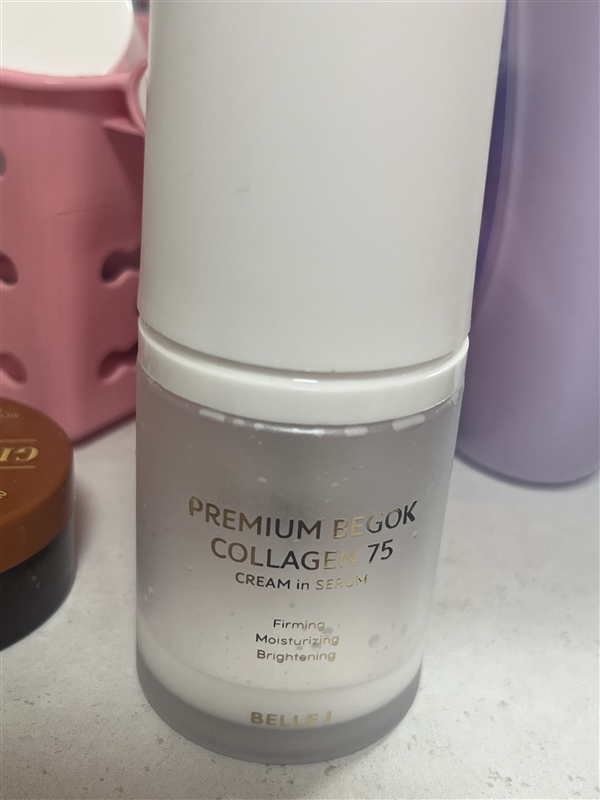 PREMIUM BEGOK
COLLAGEN 75
CREAM in SERUM
Firming
Moisturizing
Brightening